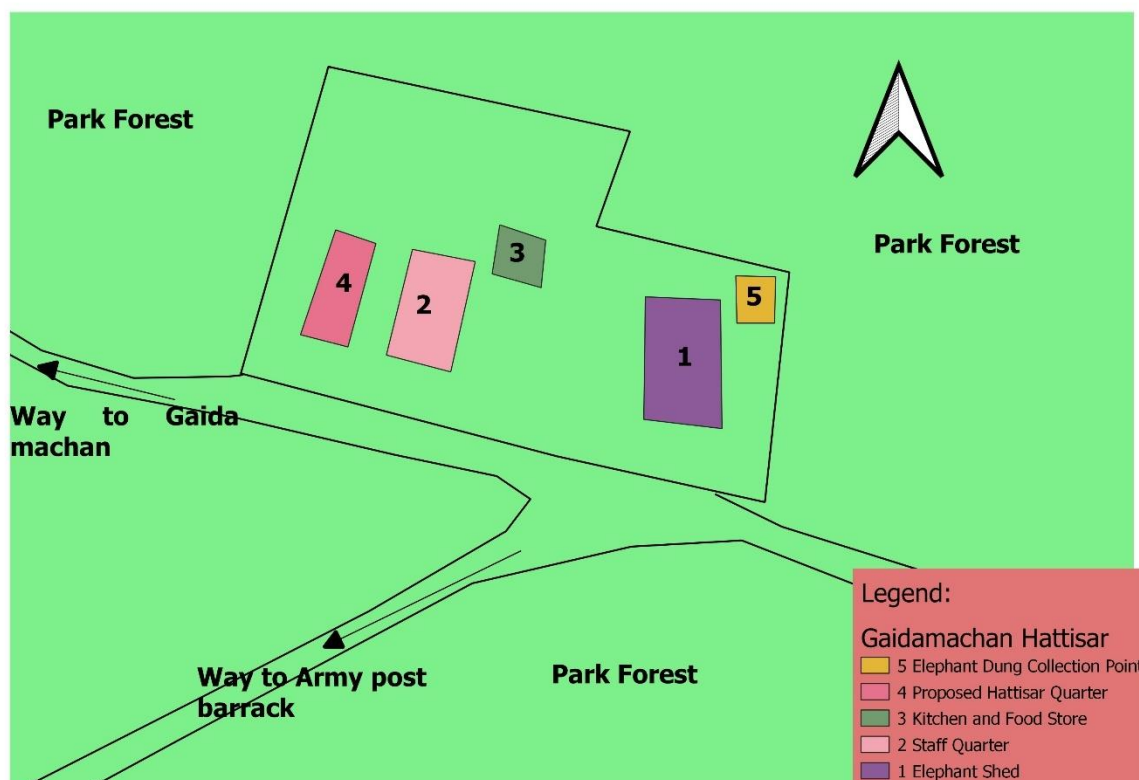 Park Forest
Park Forest
3
4
2
5
1
Way to Gaida
machan
Way to Army post
barrack
Park Forest
Legend:
Gaidamachan Hattisar
5 Elephant Dung Collection Point
4 Proposed Hattisar Quarter
3 Kitchen and Food Store
2 Staff Quarter
1 Elephant Shed